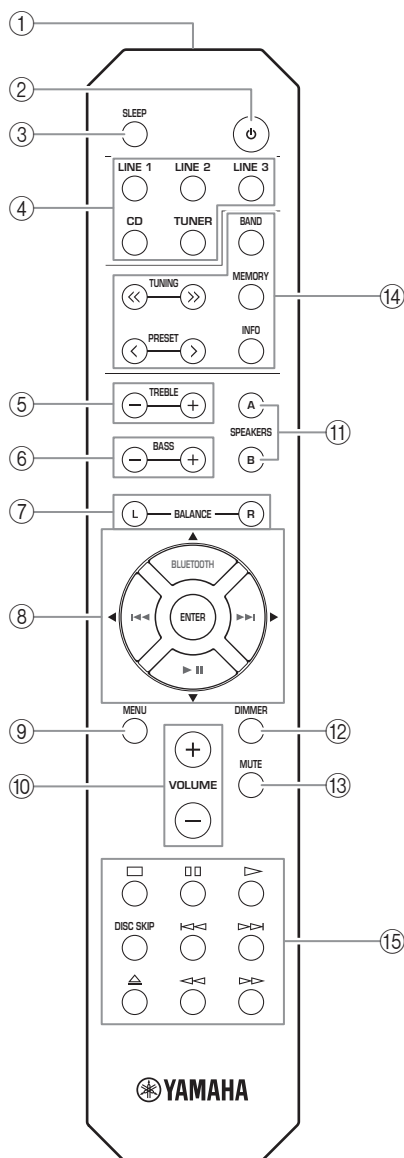 ①
②
③ SLEEP
④ LINE 1 LINE 2 LINE 3
CD TUNER BAND
TUNING MEMORY
⑭
PRESET INFO
⑤ TREBLE A
SPEAKERS ⑪
⑥ BASS B
⑦ L BALANCE R
BLUETOOTH
⑧ ENTER
⑨ MENU DIMMER ⑫
⑩ VOLUME MUTE ⑬
DISC SKIP ⑮
YAMAHA